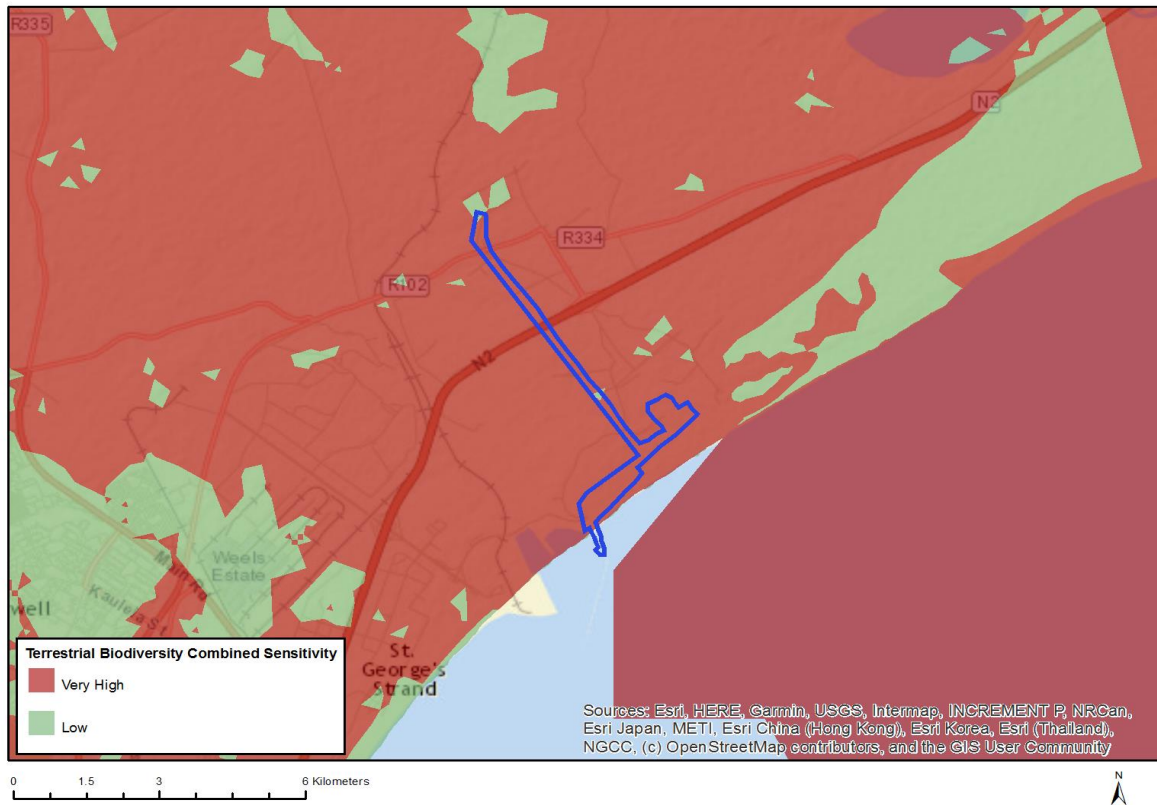 R335
N2
R334
R102
N2
Weels
Estate
Main Rd
Kauleja St
well
St.
George's
Strand
Terrestrial Biodiversity Combined Sensitivity
Very High
Low
Sources: Esri, HERE, Garmin, USGS, Intermap, INCREMENT P, NRCan,
Esri Japan, METI, Esri China (Hong Kong), Esri Korea, Esri (Thailand),
NGCC, (c) OpenStreetMap contributors, and the GIS User Community
0 1.5 3 6 Kilometers
N